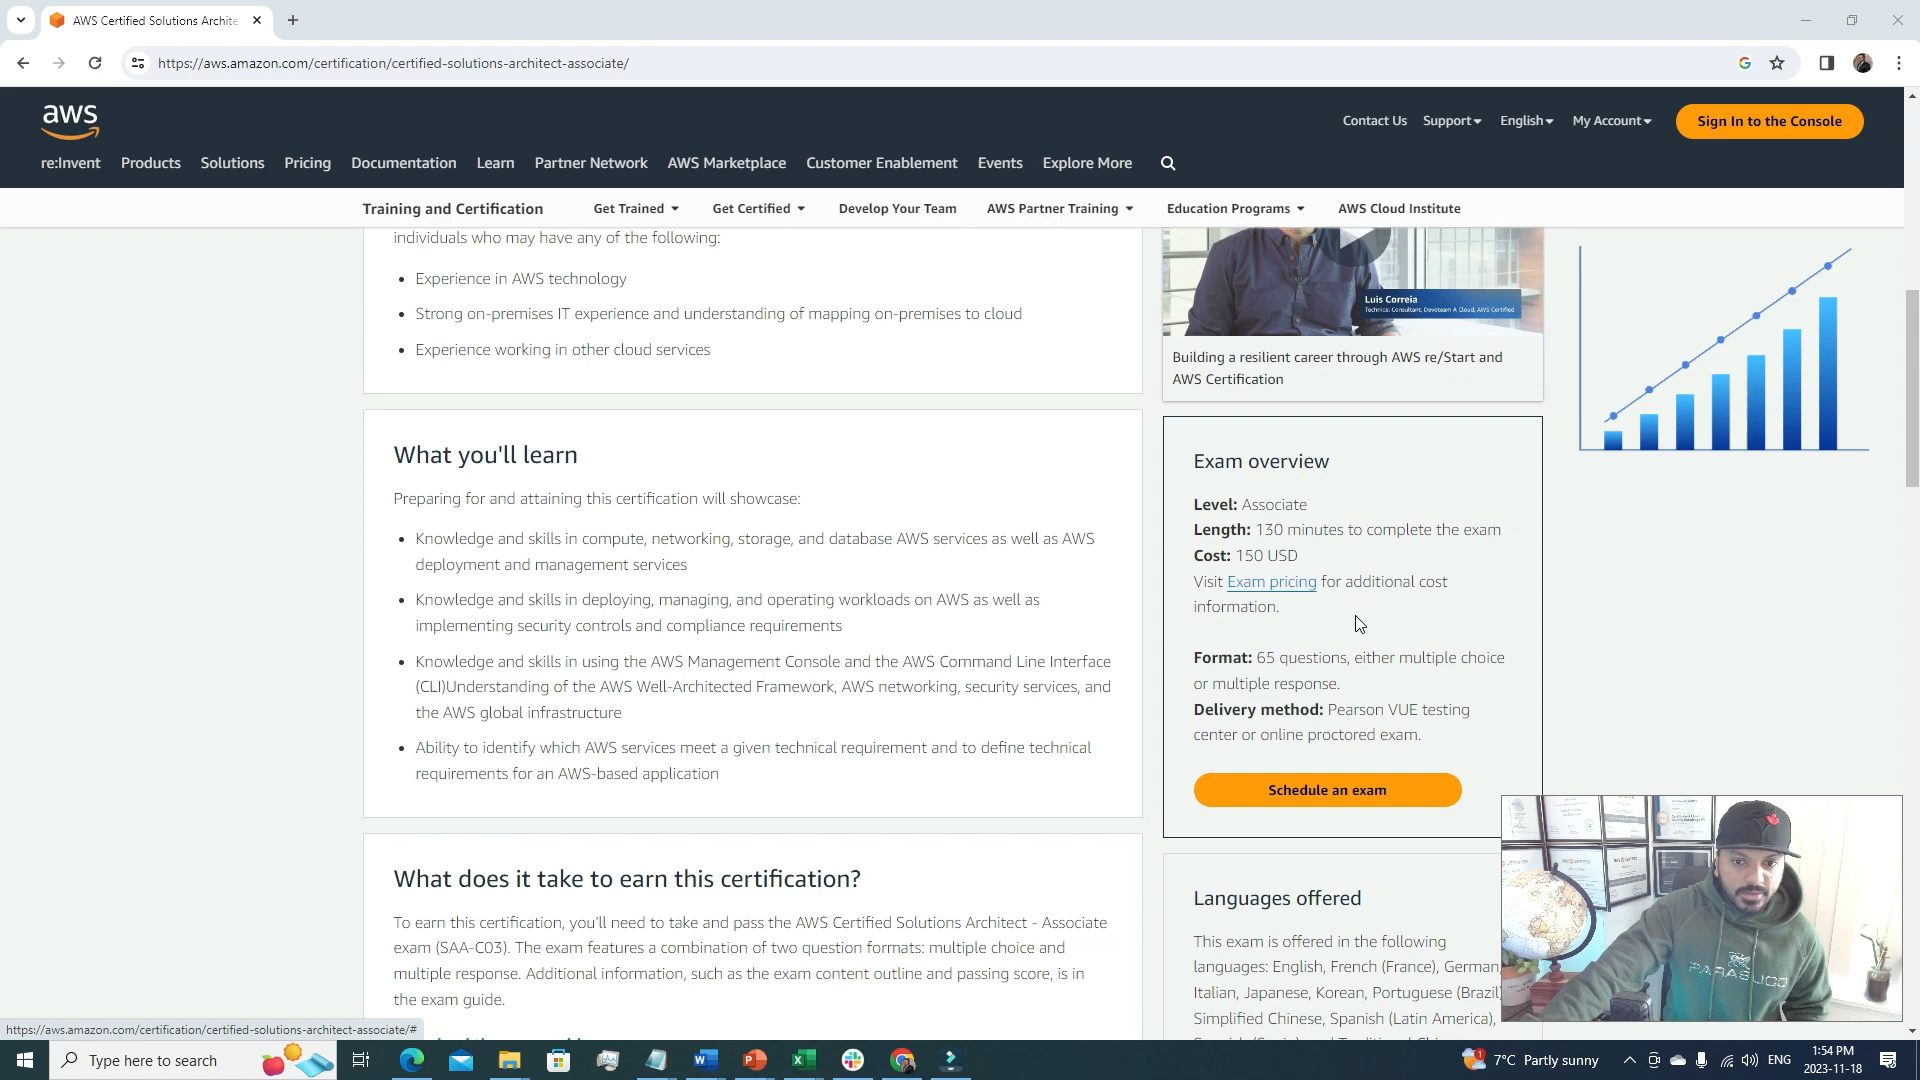 AWS Certified Solutions Archite
https://aws.amazon.com/certification/certified-solutions-architect-associate/
aws
Contact Us Support English My Account Sign In to the Console
re:Invent Products Solutions Pricing Documentation Learn Partner Network AWS Marketplace Customer Enablement Events Explore More
Training and Certification Get Trained Get Certified Develop Your Team AWS Partner Training Education Programs AWS Cloud Institute
individuals who may have any of the following:
• Experience in AWS technology
• Strong on-premises IT experience and understanding of mapping on-premises to cloud
• Experience working in other cloud services
What you'll learn
Preparing for and attaining this certification will showcase:
• Knowledge and skills in compute, networking, storage, and database AWS services as well as AWS
deployment and management services
• Knowledge and skills in deploying, managing, and operating workloads on AWS as well as
implementing security controls and compliance requirements
• Knowledge and skills in using the AWS Management Console and the AWS Command Line Interface
(CLI)Understanding of the AWS Well-Architected Framework, AWS networking, security services, and
the AWS global infrastructure
• Ability to identify which AWS services meet a given technical requirement and to define technical
requirements for an AWS-based application
What does it take to earn this certification?
To earn this certification, you'll need to take and pass the AWS Certified Solutions Architect - Associate
exam (SAA-C03). The exam features a combination of two question formats: multiple choice and
multiple response. Additional information, such as the exam content outline and passing score, is in
the exam guide.
Luis Correia
Technical Consultant, Devoteam A Cloud, AWS Certified
Building a resilient career through AWS re/Start and
AWS Certification
Exam overview
Level: Associate
Length: 130 minutes to complete the exam
Cost: 150 USD
Visit Exam pricing for additional cost
information.
Format: 65 questions, either multiple choice
or multiple response.
Delivery method: Pearson VUE testing
center or online proctored exam.
Schedule an exam
Languages offered
This exam is offered in the following
languages: English, French (France), German,
Italian, Japanese, Korean, Portuguese (Brazil)
Simplified Chinese, Spanish (Latin America),
https://aws.amazon.com/certification/certified-solutions-architect-associate/#
Type here to search
7°C Partly sunny
ENG
1:54 PM
2023-11-18